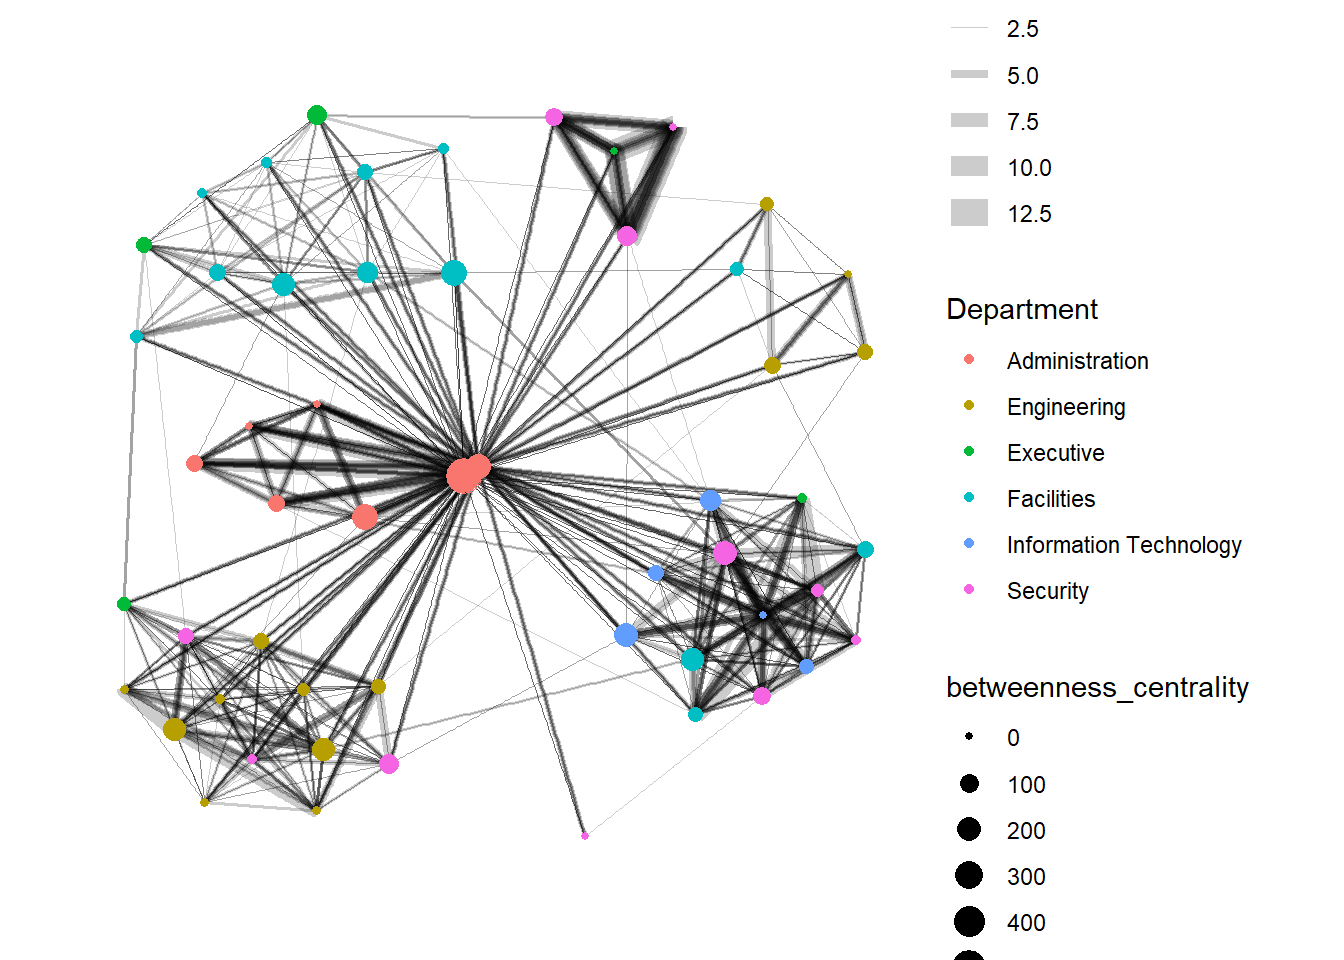 2.5
5.0
7.5
10.0
12.5
Department
Administration
Engineering
Executive
Facilities
Information Technology
Security
betweenness_centrality
0
100
200
300
400